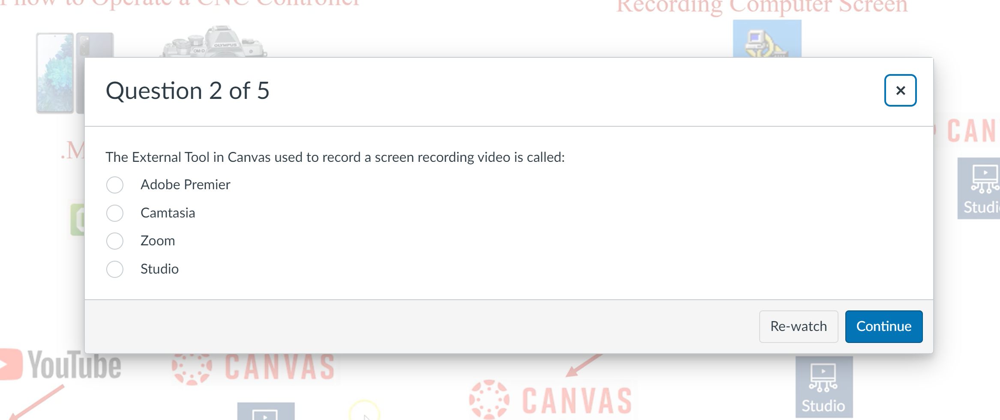 how to Operate a CNC Controller
Recording Computer Screen
OLYMPUS
OM-D
Question 2 of 5
×
.M
CAN
The External Tool in Canvas used to record a screen recording video is called:
Adobe Premier
Camtasia
Zoom
Studio
Studi
Re-watch
Continue
YouTube
CANVAS
CANVAS
Studio